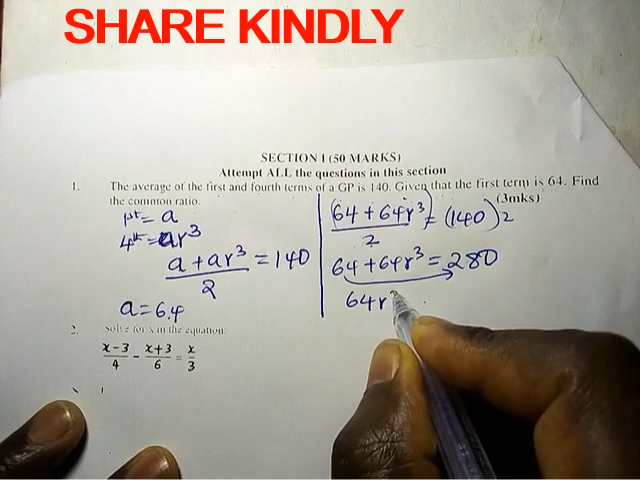 SHARE KINDLY
SECTION I (50 MARKS)
Attempt ALL the questions in this section
1. The average of the first and fourth terms of a GP is 140. Given that the first term is 64. Find
the common ratio. (3mks)
1st = a
4th = ar³
(a + ar³)/2 = 140
a = 64
(64 + 64r³)/2 = (140)2
64 + 64r³ = 280
64r
2. Solve for x in the equation:
(x−3)/4 − (x+3)/6 = x/3